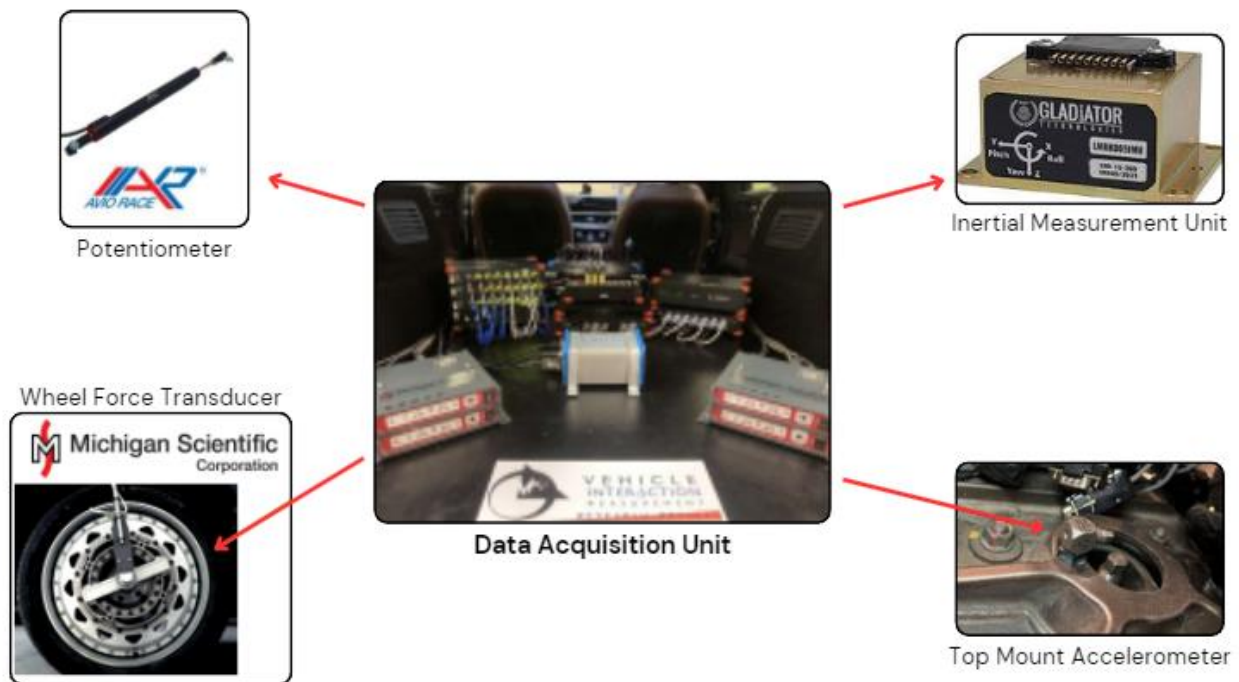 AVIO RACE
Potentiometer
GLADIATOR
TECHNOLOGIES
Y
X
Pitch
Roll
Yaw
Z
Inertial Measurement Unit
Wheel Force Transducer
Michigan Scientific
Corporation
VEHICLE
INTERACTION
MEASUREMENT
Data Acquisition Unit
Top Mount Accelerometer